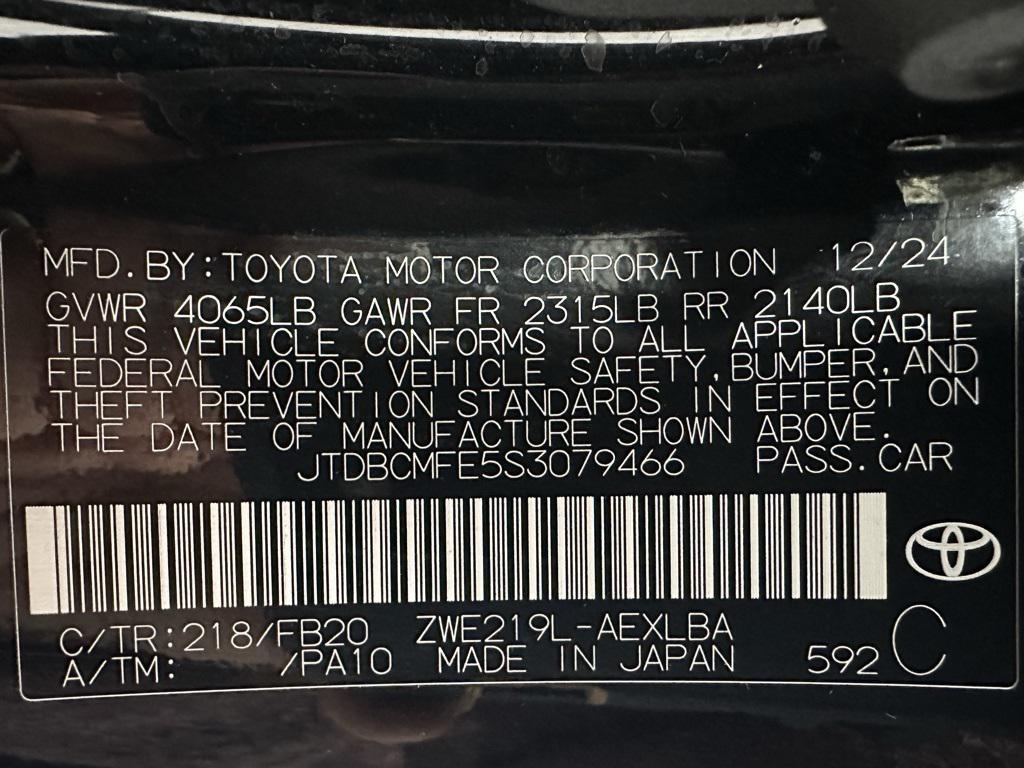 MFD.BY:TOYOTA MOTOR CORPORATION 12/24
GVWR 4065LB GAWR FR 2315LB RR 2140LB
THIS VEHICLE CONFORMS TO ALL APPLICABLE
FEDERAL MOTOR VEHICLE SAFETY,BUMPER,AND
THEFT PREVENTION STANDARDS IN EFFECT ON
THE DATE OF MANUFACTURE SHOWN ABOVE.
JTDBCMFE5S3079466 PASS.CAR
C/TR:218/FB20 ZWE219L-AEXLBA
A/TM: /PA10 MADE IN JAPAN 592 C